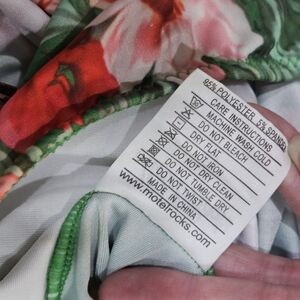 95% POLYESTER 5% SPANDEX
CARE INSTRUCTIONS
MACHINE WASH COLD
DO NOT BLEACH
DRY FLAT
DO NOT IRON
DO NOT DRY CLEAN
DO NOT TUMBLE DRY
DO NOT TWIST
MADE IN CHINA
www.motelrocks.com